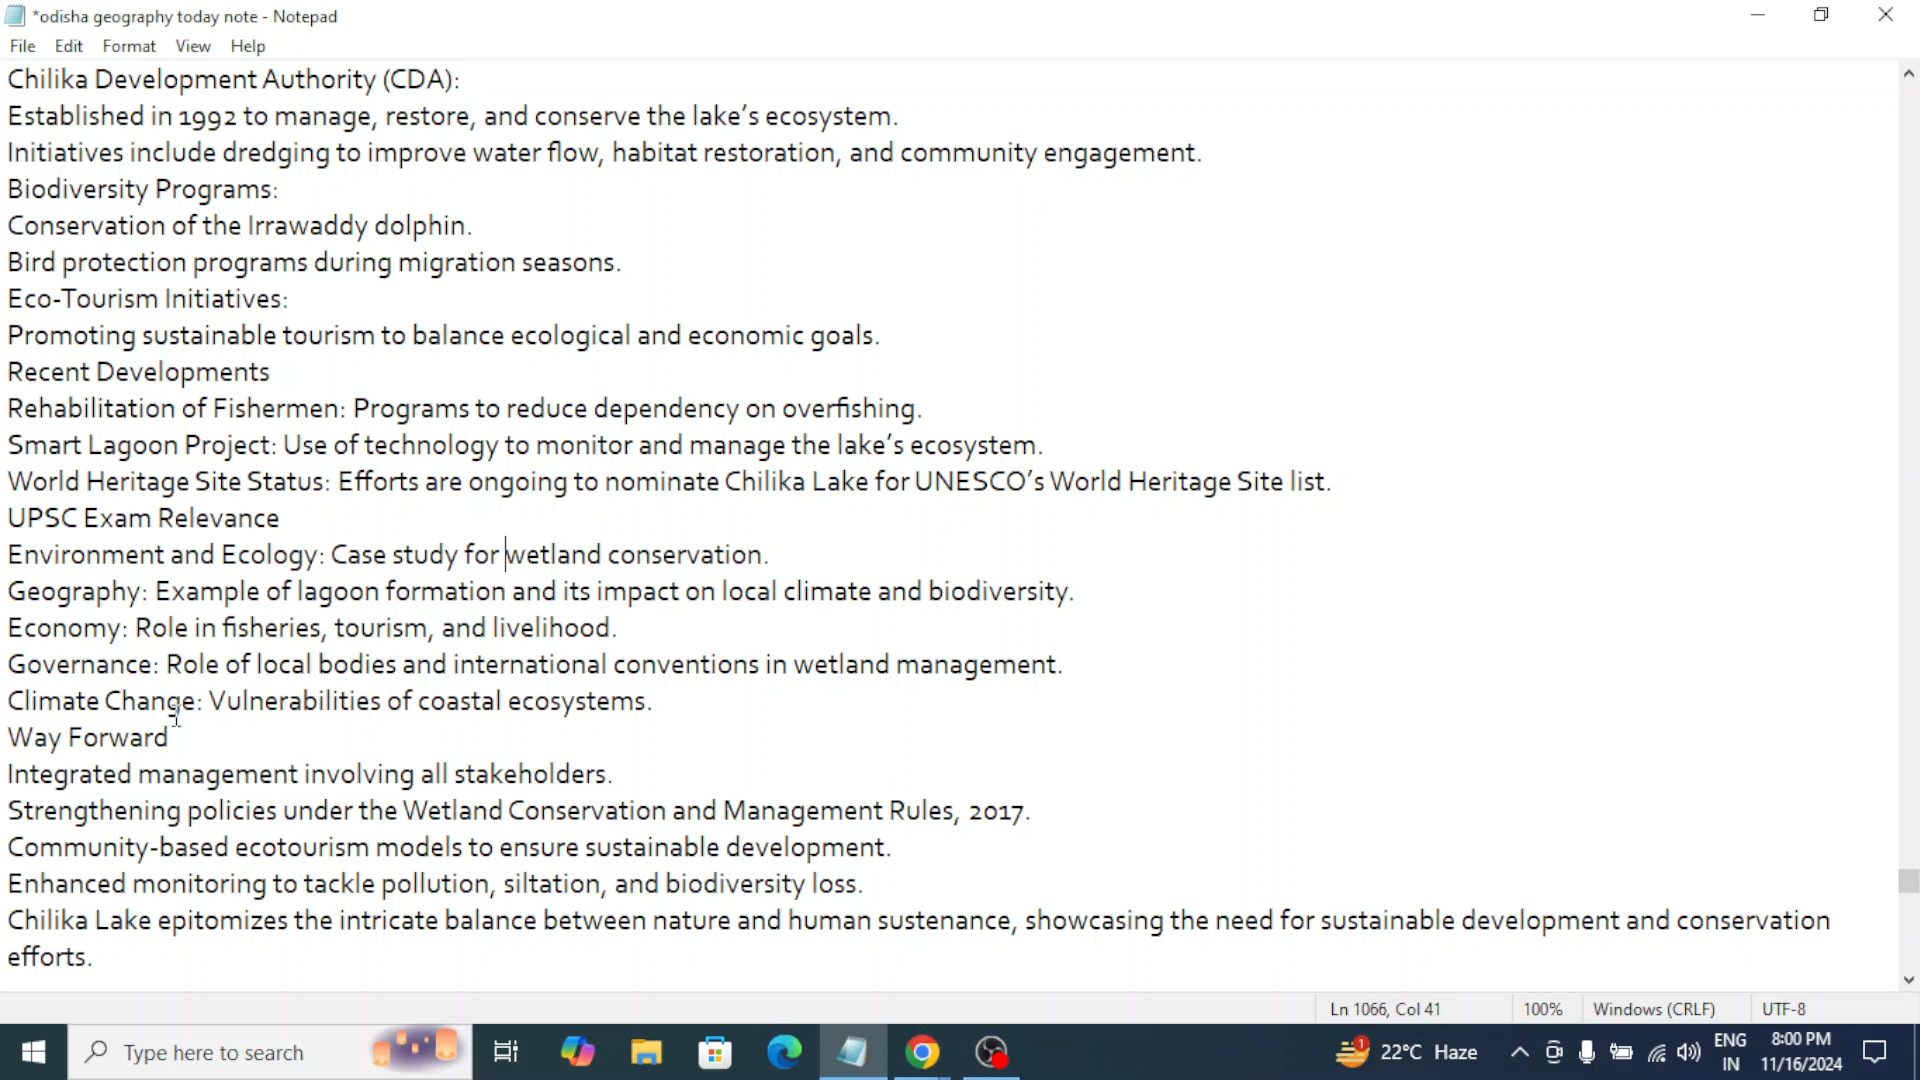 *odisha geography today note - Notepad
File Edit Format View Help
Chilika Development Authority (CDA):
Established in 1992 to manage, restore, and conserve the lake’s ecosystem.
Initiatives include dredging to improve water flow, habitat restoration, and community engagement.
Biodiversity Programs:
Conservation of the Irrawaddy dolphin.
Bird protection programs during migration seasons.
Eco-Tourism Initiatives:
Promoting sustainable tourism to balance ecological and economic goals.
Recent Developments
Rehabilitation of Fishermen: Programs to reduce dependency on overfishing.
Smart Lagoon Project: Use of technology to monitor and manage the lake’s ecosystem.
World Heritage Site Status: Efforts are ongoing to nominate Chilika Lake for UNESCO’s World Heritage Site list.
UPSC Exam Relevance
Environment and Ecology: Case study for wetland conservation.
Geography: Example of lagoon formation and its impact on local climate and biodiversity.
Economy: Role in fisheries, tourism, and livelihood.
Governance: Role of local bodies and international conventions in wetland management.
Climate Change: Vulnerabilities of coastal ecosystems.
Way Forward
Integrated management involving all stakeholders.
Strengthening policies under the Wetland Conservation and Management Rules, 2017.
Community-based ecotourism models to ensure sustainable development.
Enhanced monitoring to tackle pollution, siltation, and biodiversity loss.
Chilika Lake epitomizes the intricate balance between nature and human sustenance, showcasing the need for sustainable development and conservation
efforts.
Ln 1066, Col 41 100% Windows (CRLF) UTF-8
Type here to search 1 22°C Haze ENG IN 8:00 PM 11/16/2024